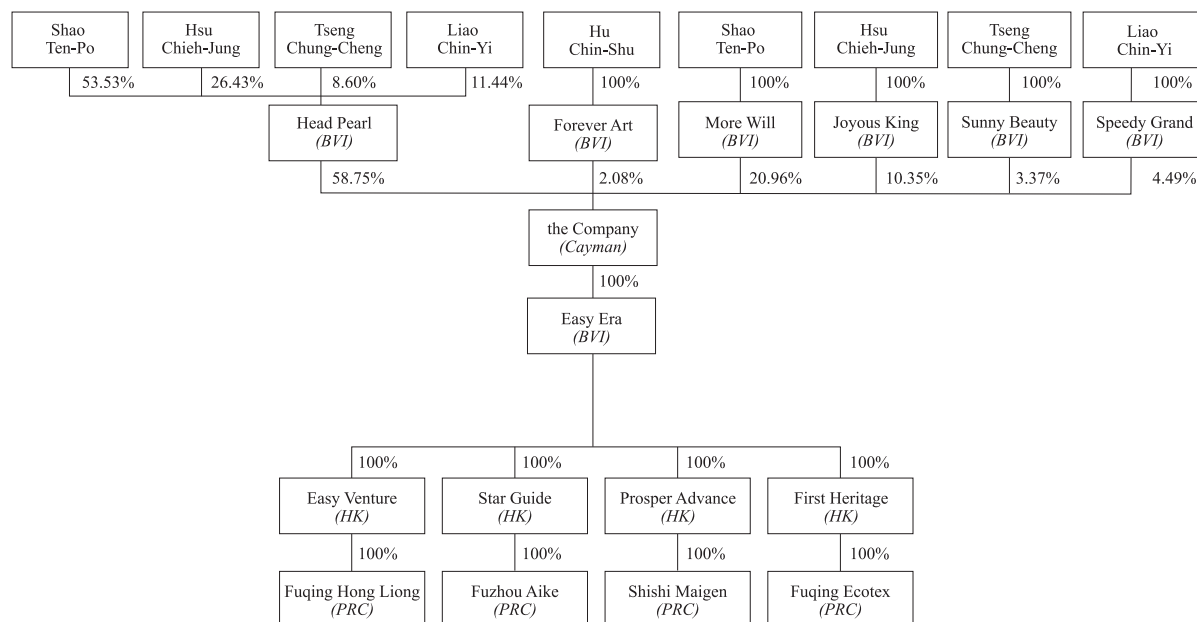 Shao
Ten-Po
Hsu
Chieh-Jung
Tseng
Chung-Cheng
Liao
Chin-Yi
Hu
Chin-Shu
Shao
Ten-Po
Hsu
Chieh-Jung
Tseng
Chung-Cheng
Liao
Chin-Yi
53.53%
26.43%
8.60%
11.44%
100%
100%
100%
100%
100%
Head Pearl
(BVI)
Forever Art
(BVI)
More Will
(BVI)
Joyous King
(BVI)
Sunny Beauty
(BVI)
Speedy Grand
(BVI)
58.75%
2.08%
20.96%
10.35%
3.37%
4.49%
the Company
(Cayman)
100%
Easy Era
(BVI)
100%
100%
100%
100%
Easy Venture
(HK)
Star Guide
(HK)
Prosper Advance
(HK)
First Heritage
(HK)
100%
100%
100%
100%
Fuqing Hong Liong
(PRC)
Fuzhou Aike
(PRC)
Shishi Maigen
(PRC)
Fuqing Ecotex
(PRC)